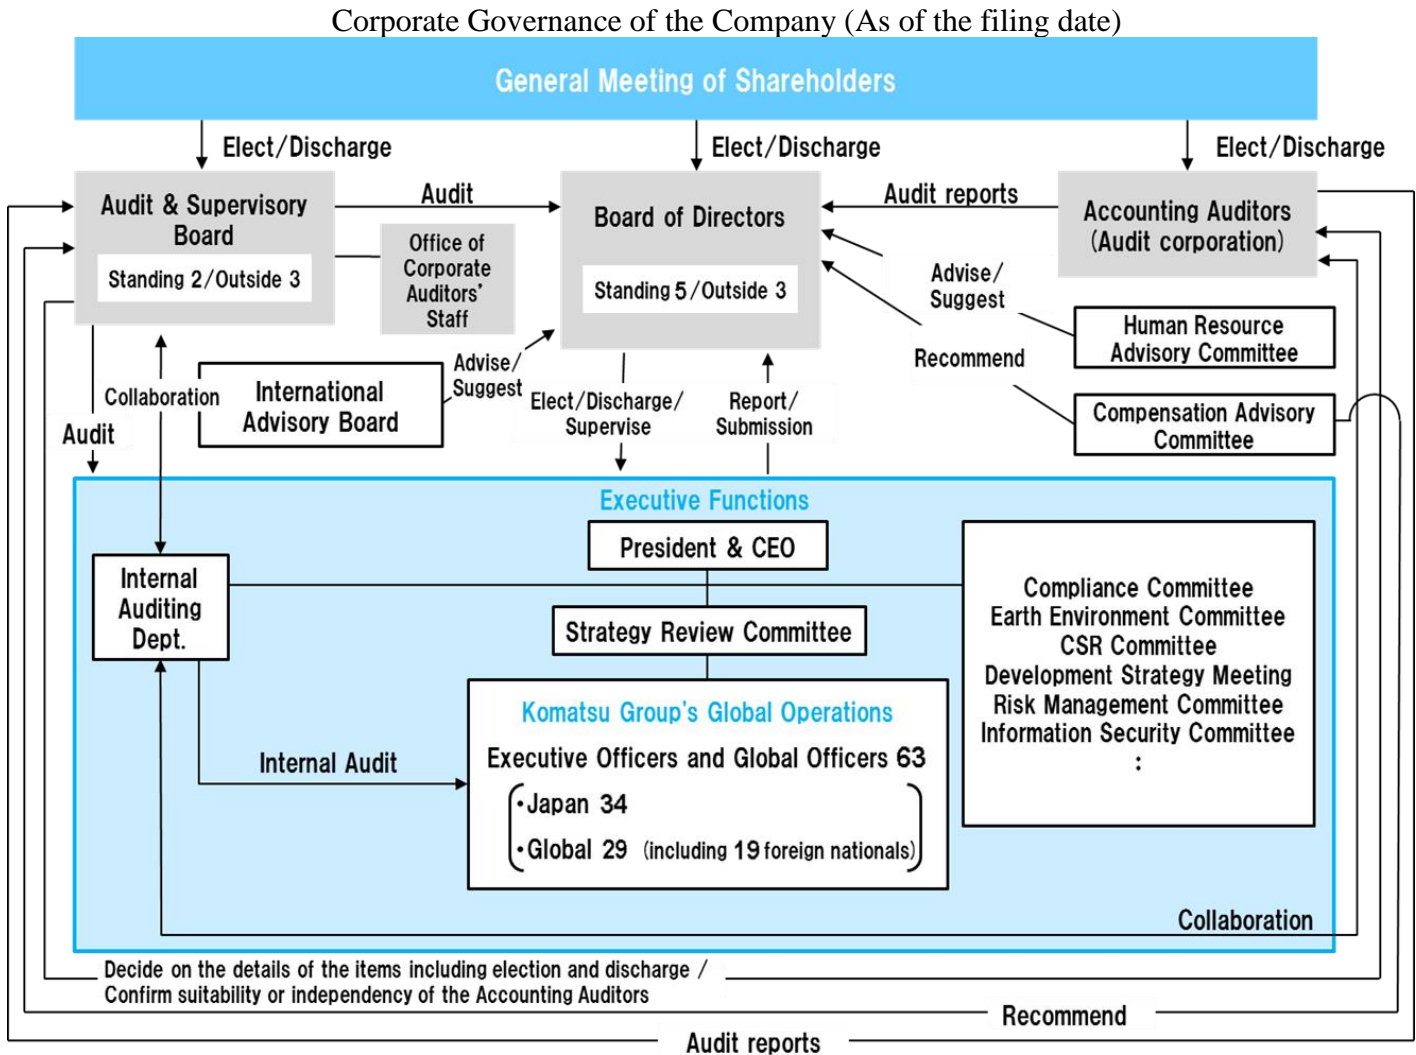 Corporate Governance of the Company (As of the filing date)
General Meeting of Shareholders
Elect/Discharge
Elect/Discharge
Elect/Discharge
Audit & Supervisory
Board
Standing 2/Outside 3
Audit
Office of
Corporate
Auditors'
Staff
Board of Directors
Standing 5/Outside 3
Audit reports
Accounting Auditors
(Audit corporation)
Advise/
Suggest
Human Resource
Advisory Committee
Recommend
Compensation Advisory
Committee
Collaboration
Audit
International
Advisory Board
Advise/
Suggest
Elect/Discharge/
Supervise
Report/
Submission
Executive Functions
President & CEO
Internal
Auditing
Dept.
Strategy Review Committee
Compliance Committee
Earth Environment Committee
CSR Committee
Development Strategy Meeting
Risk Management Committee
Information Security Committee
:
Internal Audit
Komatsu Group's Global Operations
Executive Officers and Global Officers 63
・Japan 34
・Global 29 (including 19 foreign nationals)
Collaboration
Decide on the details of the items including election and discharge /
Confirm suitability or independency of the Accounting Auditors
Recommend
Audit reports